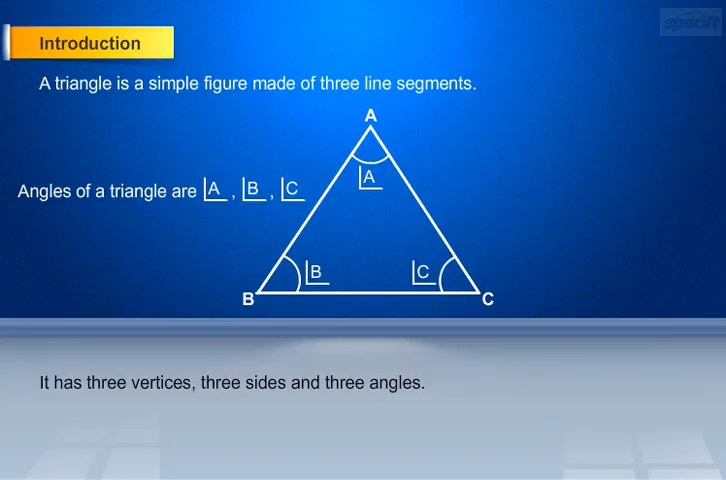 spsoft
Introduction
A triangle is a simple figure made of three line segments.
A
A
Angles of a triangle are ∠A , ∠B , ∠C
∠B ∠C
B C
It has three vertices, three sides and three angles.